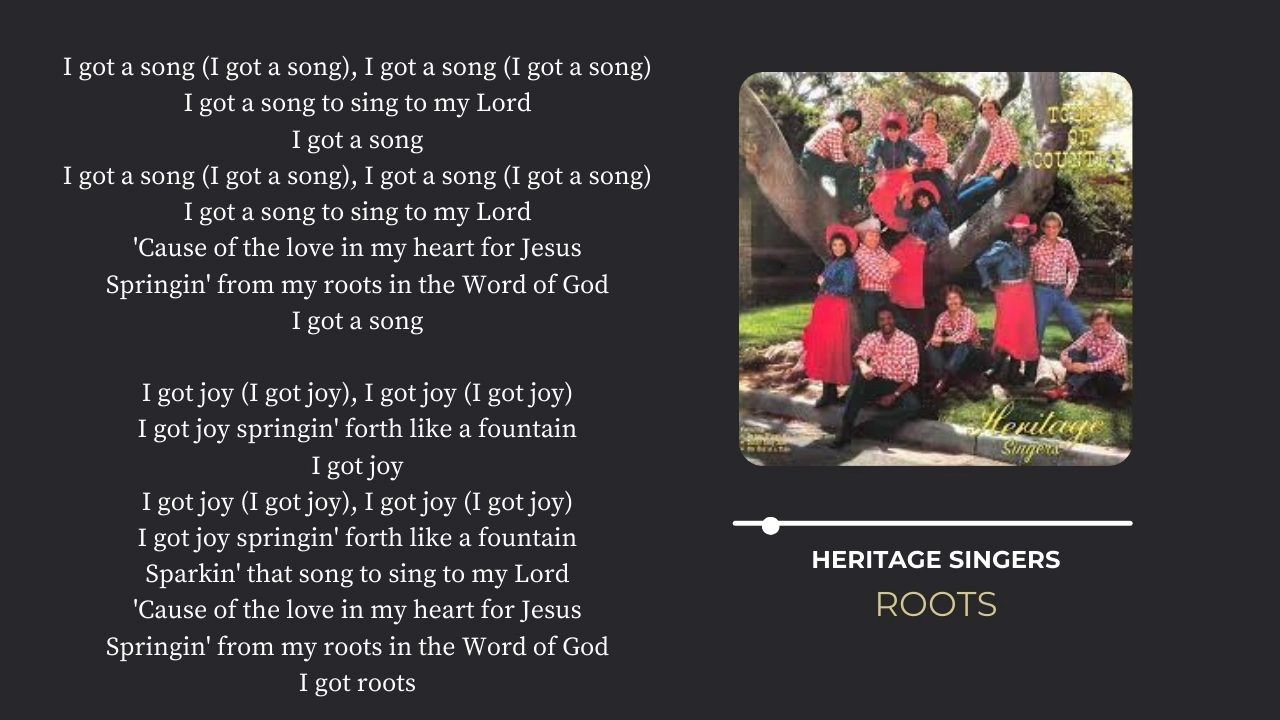 I got a song (I got a song), I got a song (I got a song)
I got a song to sing to my Lord
I got a song
I got a song (I got a song), I got a song (I got a song)
I got a song to sing to my Lord
'Cause of the love in my heart for Jesus
Springin' from my roots in the Word of God
I got a song
I got joy (I got joy), I got joy (I got joy)
I got joy springin' forth like a fountain
I got joy
I got joy (I got joy), I got joy (I got joy)
I got joy springin' forth like a fountain
Sparkin' that song to sing to my Lord
'Cause of the love in my heart for Jesus
Springin' from my roots in the Word of God
I got roots
OF
COUNTRY
Heritage
Singers
HERITAGE SINGERS
ROOTS